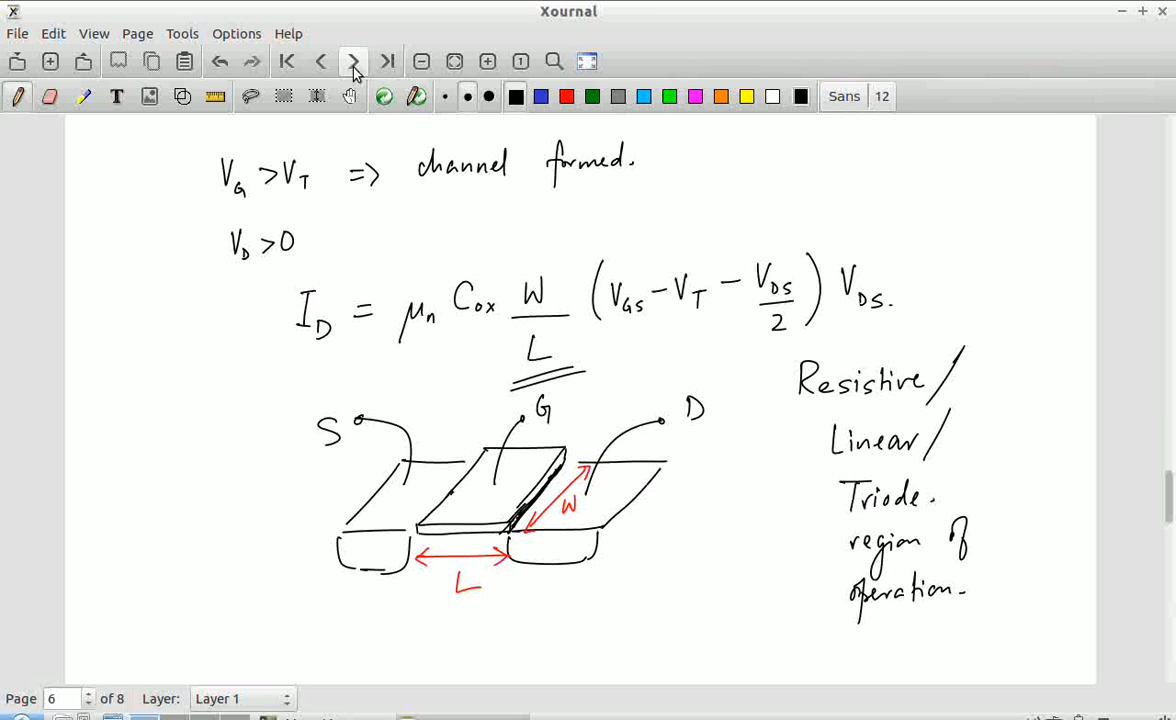 Xournal
File Edit View Page Tools Options Help
Sans 12
V_G > V_T => channel formed.
V_D > 0
I_D = μ_n C_ox W/L (V_GS - V_T - V_DS/2) V_DS.
Resistive/
Linear/
Triode.
region of
operation.
S G D
W
L
Page 6 of 8 Layer: Layer 1